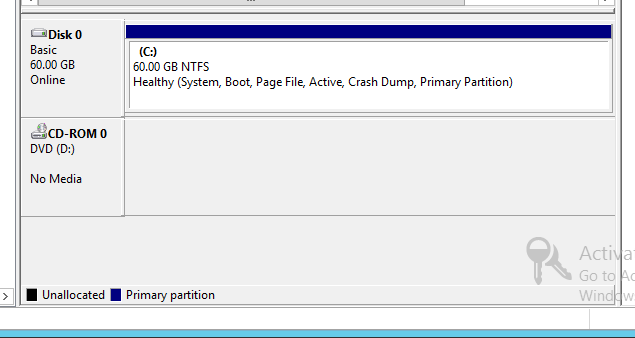 Disk 0
Basic
60.00 GB
Online
(C:)
60.00 GB NTFS
Healthy (System, Boot, Page File, Active, Crash Dump, Primary Partition)
CD-ROM 0
DVD (D:)
No Media
Activa
Go to Ac
Window
Unallocated
Primary partition